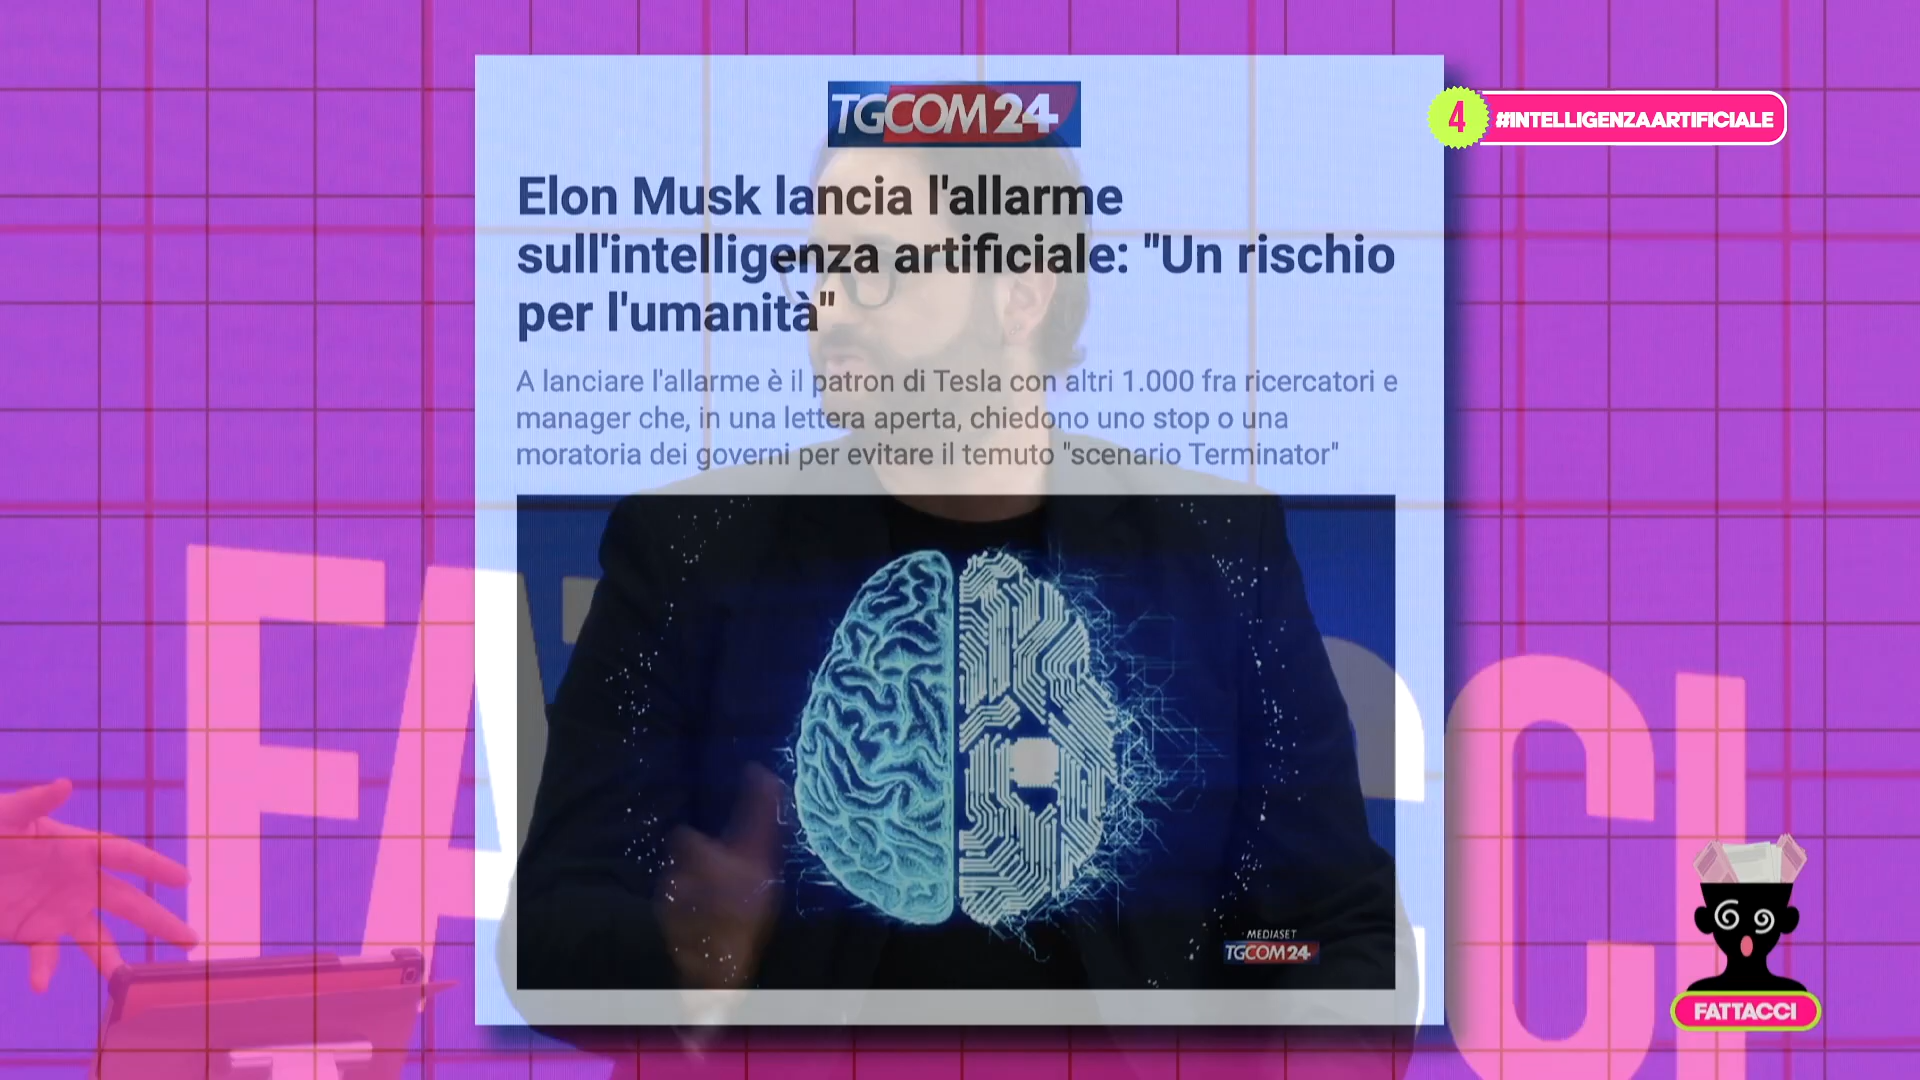 TGCOM24
4
#INTELLIGENZAARTIFICIALE
Elon Musk lancia l'allarme
sull'intelligenza artificiale: "Un rischio
per l'umanità"
A lanciare l'allarme è il patron di Tesla con altri 1.000 fra ricercatori e
manager che, in una lettera aperta, chiedono uno stop o una
moratoria dei governi per evitare il temuto "scenario Terminator"
MEDIASET
TGCOM24
FATTACCI